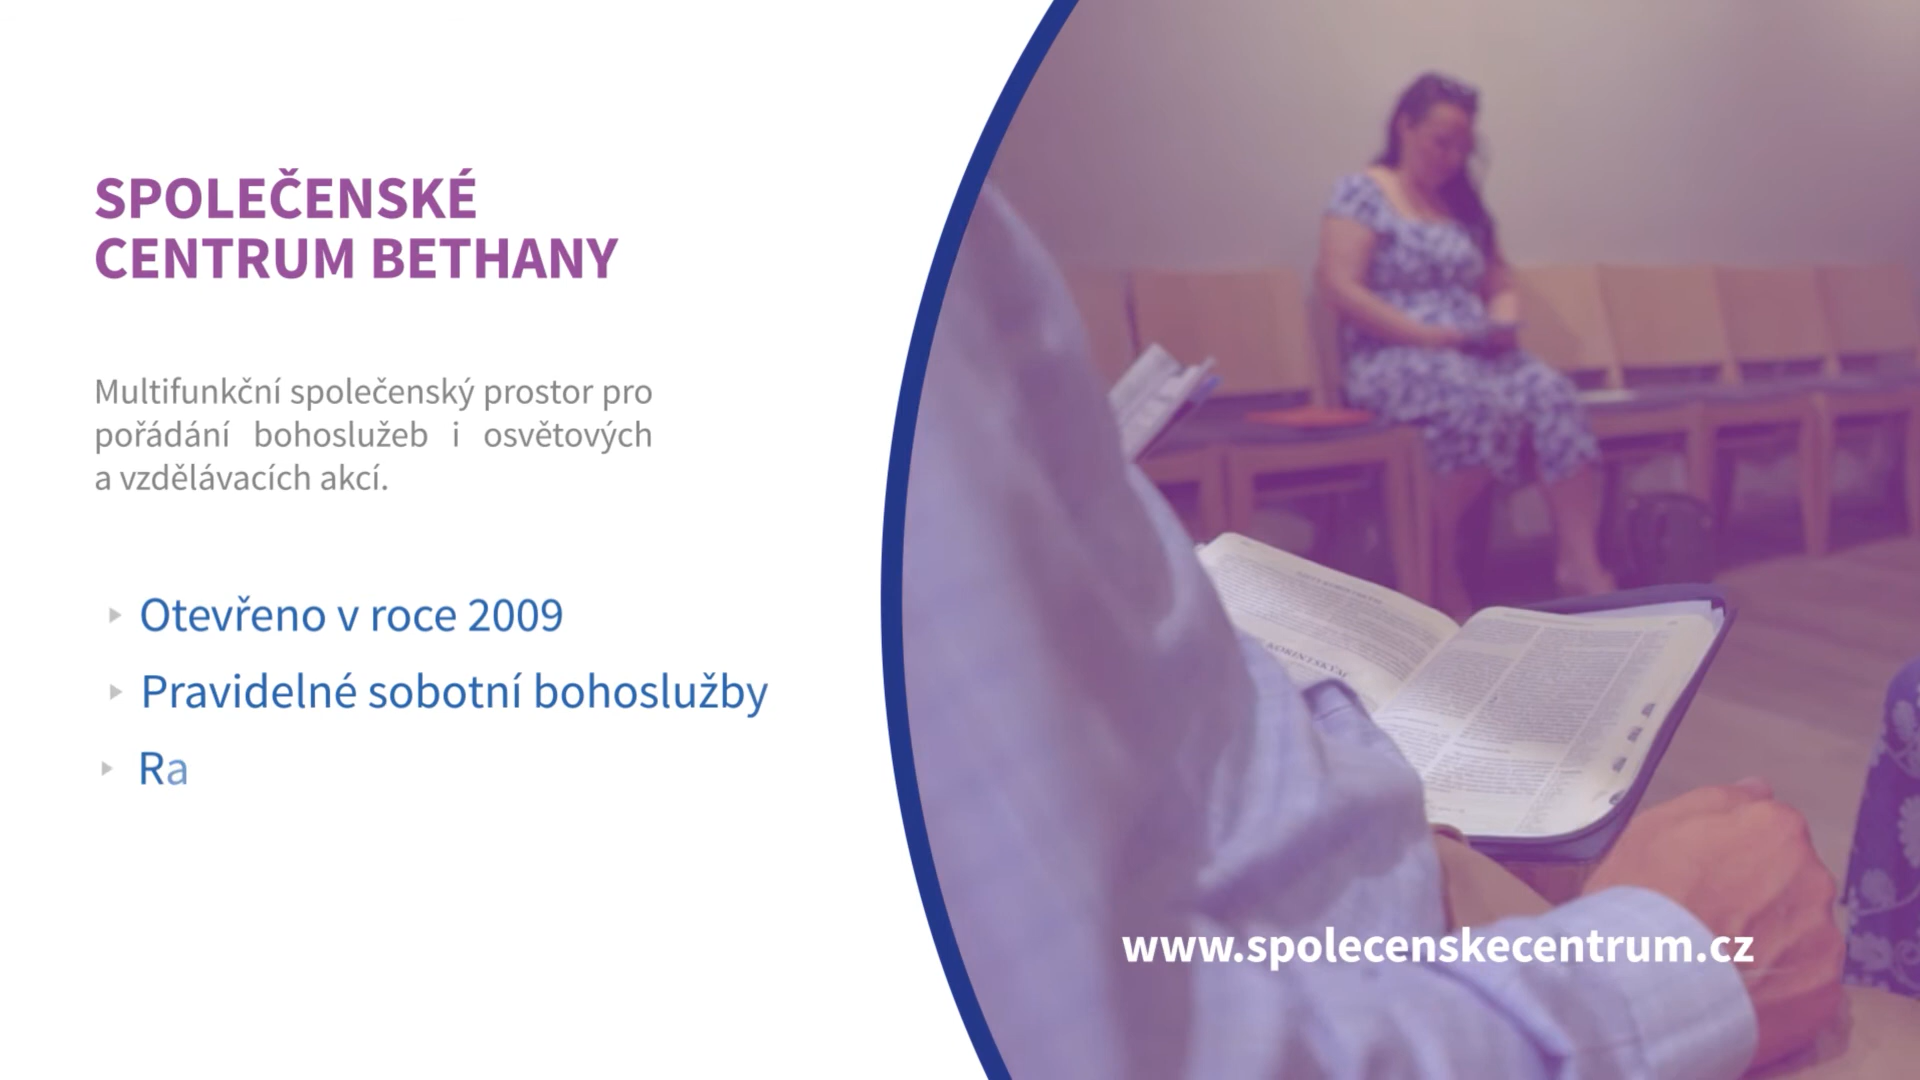 SPOLEČENSKÉ
CENTRUM BETHANY
Multifunkční společenský prostor pro
pořádání bohoslužeb i osvětových
a vzdělávacích akcí.
Otevřeno v roce 2009
Pravidelné sobotní bohoslužby
Ra
KORINTSKÝM
www.spolecenskecentrum.cz